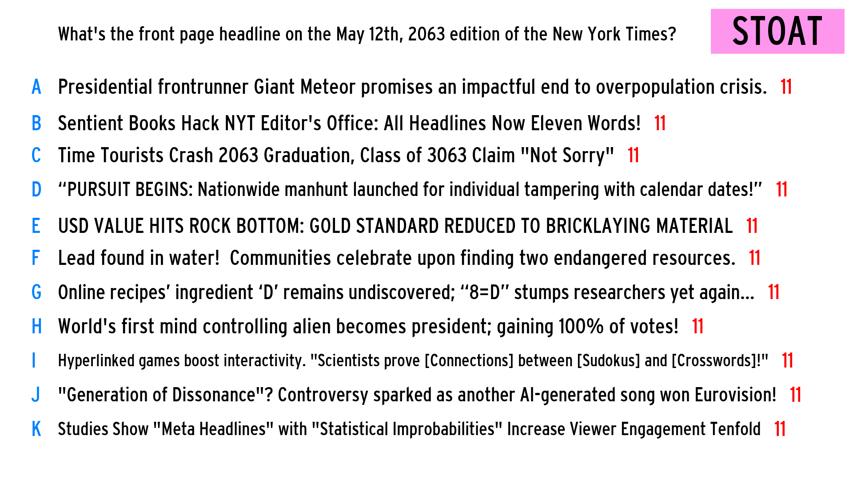 What's the front page headline on the May 12th, 2063 edition of the New York Times? STOAT
A Presidential frontrunner Giant Meteor promises an impactful end to overpopulation crisis. 11
B Sentient Books Hack NYT Editor's Office: All Headlines Now Eleven Words! 11
C Time Tourists Crash 2063 Graduation, Class of 3063 Claim "Not Sorry" 11
D “PURSUIT BEGINS: Nationwide manhunt launched for individual tampering with calendar dates!” 11
E USD VALUE HITS ROCK BOTTOM: GOLD STANDARD REDUCED TO BRICKLAYING MATERIAL 11
F Lead found in water!  Communities celebrate upon finding two endangered resources. 11
G Online recipes’ ingredient ‘D’ remains undiscovered; “8=D” stumps researchers yet again... 11
H World's first mind controlling alien becomes president; gaining 100% of votes! 11
I Hyperlinked games boost interactivity. "Scientists prove [Connections] between [Sudokus] and [Crosswords]!" 11
J "Generation of Dissonance"? Controversy sparked as another AI-generated song won Eurovision! 11
K Studies Show "Meta Headlines" with "Statistical Improbabilities" Increase Viewer Engagement Tenfold 11